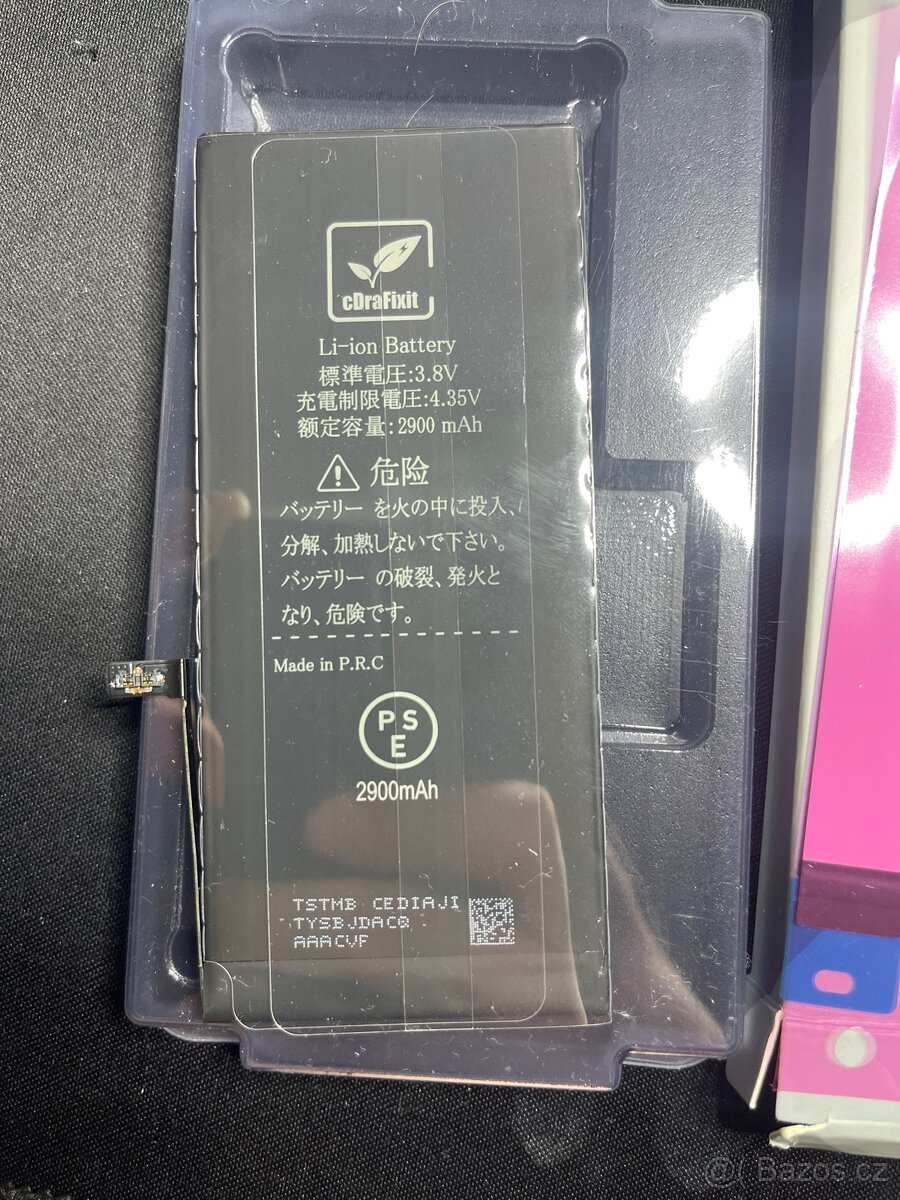 cDraFixit
Li-ion Battery
標準電圧:3.8V
充電制限電圧:4.35V
额定容量:2900 mAh
危险
バッテリー を火の中に投入、
分解、加熱しないで下さい。
バッテリー の破裂、発火と
なり、危険です。
Made in P.R.C
PS
E
2900mAh
TSTMB CEDIAJI
TYSBJDACQ
AAACVF
@( Bazos.cz